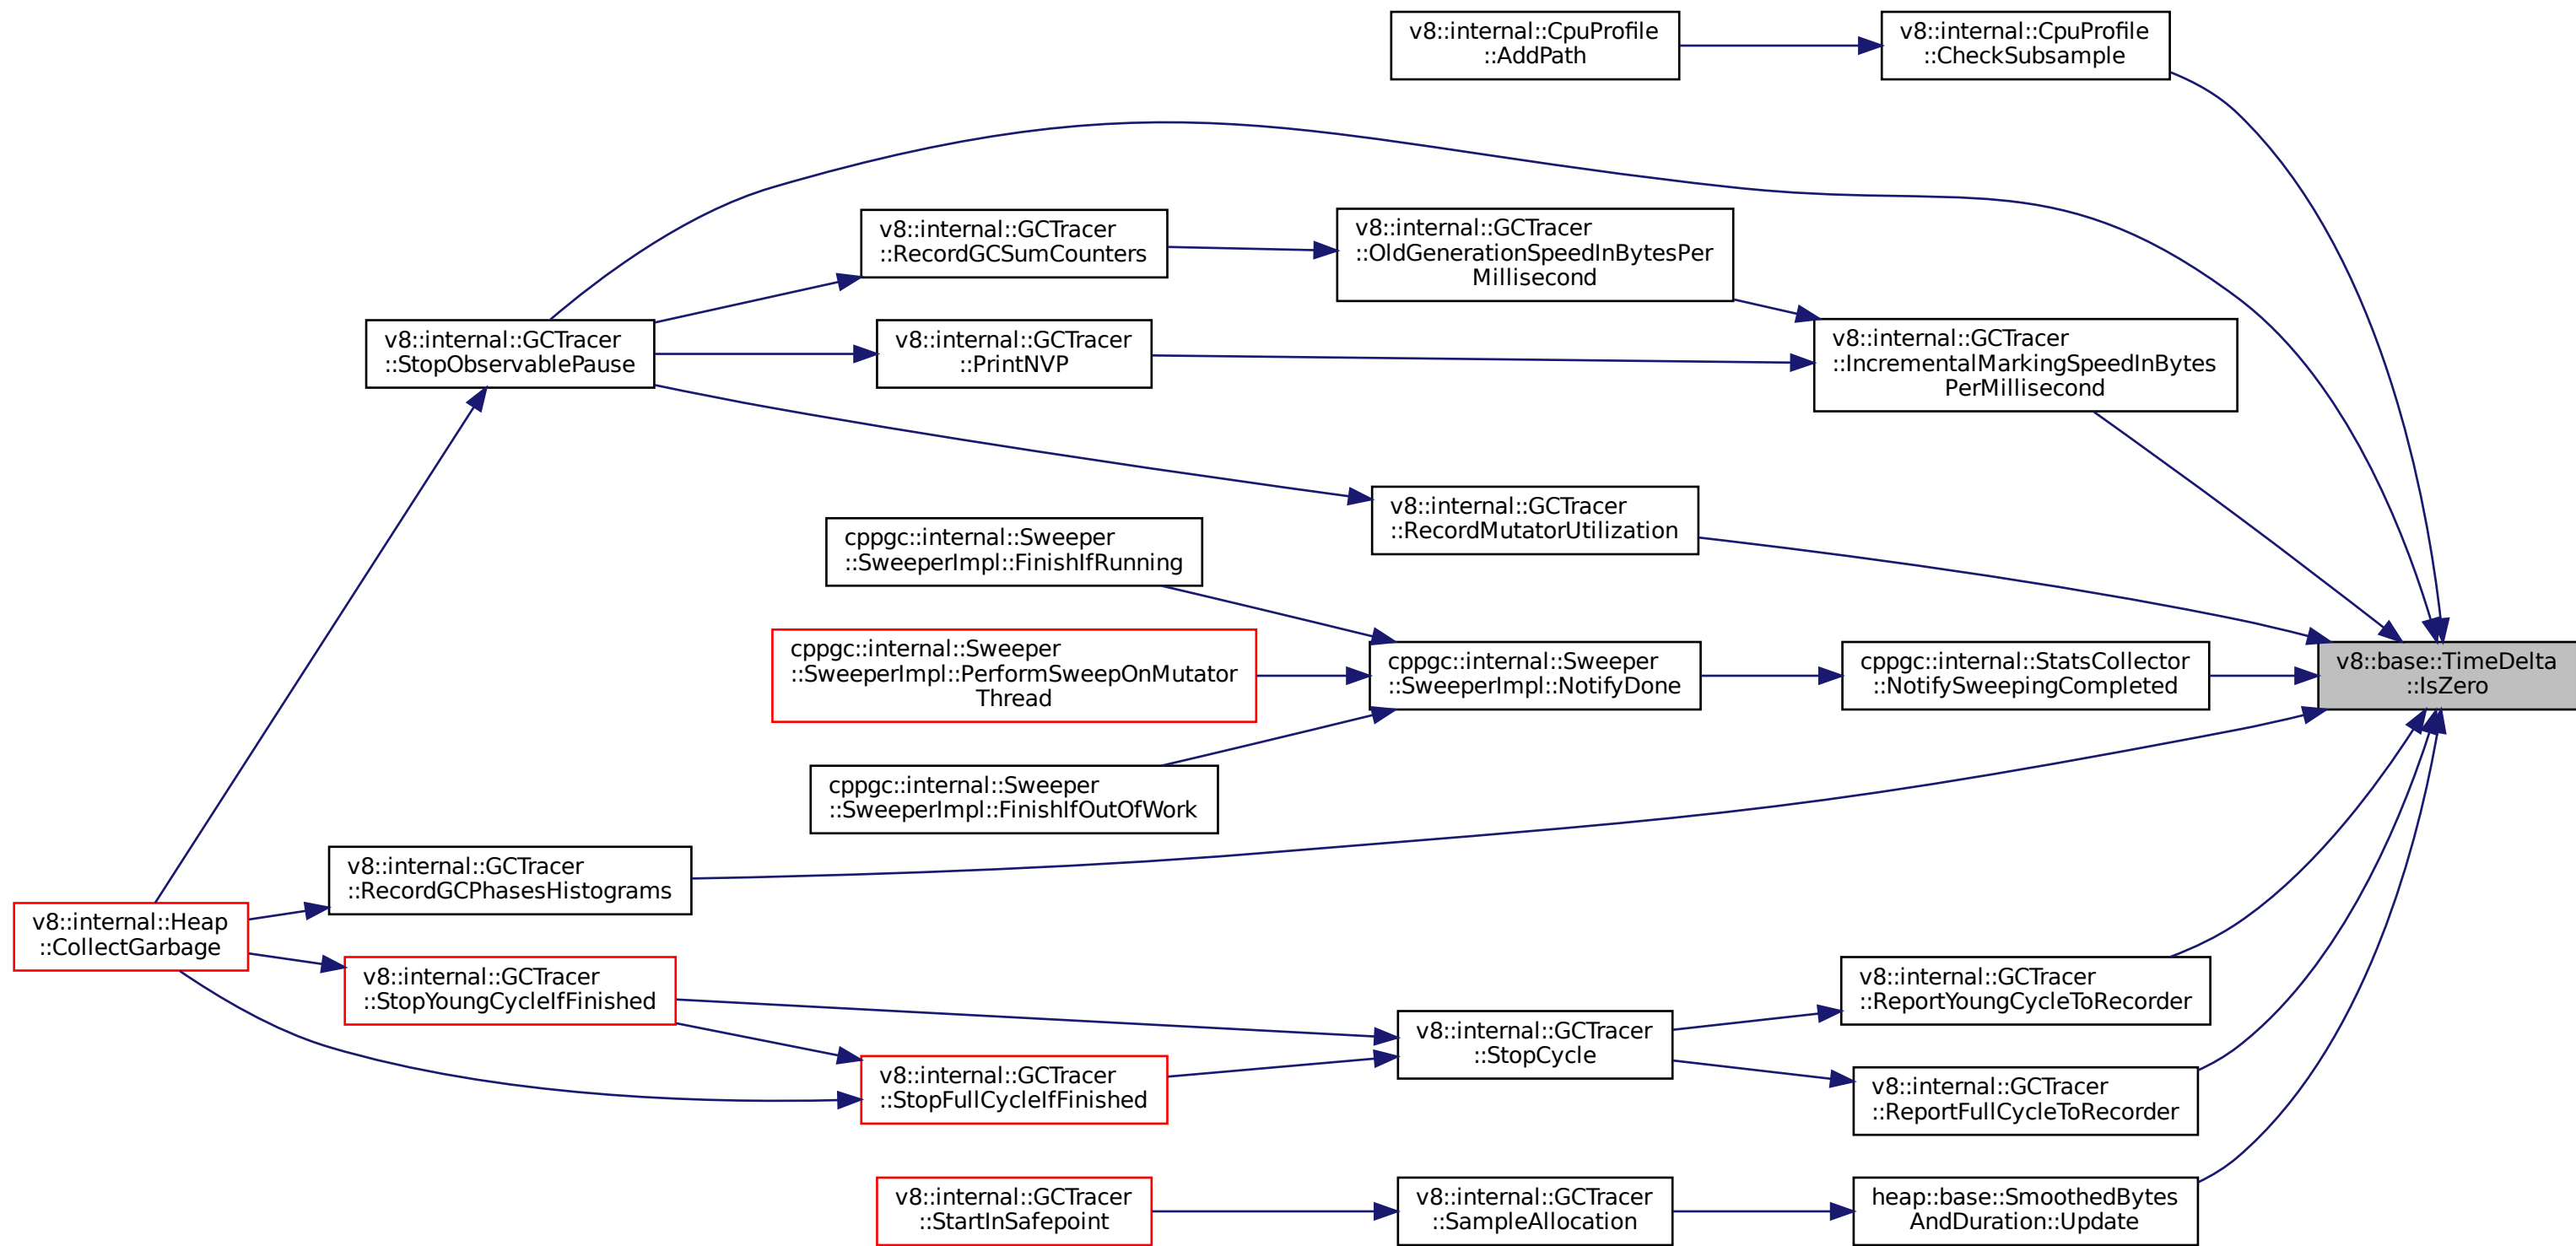 v8::internal::CpuProfile
::AddPath
v8::internal::CpuProfile
::CheckSubsample
v8::internal::GCTracer
::RecordGCSumCounters
v8::internal::GCTracer
::OldGenerationSpeedInBytesPer
Millisecond
v8::internal::GCTracer
::StopObservablePause
v8::internal::GCTracer
::PrintNVP
v8::internal::GCTracer
::IncrementalMarkingSpeedInBytes
PerMillisecond
v8::internal::GCTracer
::RecordMutatorUtilization
cppgc::internal::Sweeper
::SweeperImpl::FinishIfRunning
cppgc::internal::Sweeper
::SweeperImpl::PerformSweepOnMutator
Thread
cppgc::internal::Sweeper
::SweeperImpl::NotifyDone
cppgc::internal::StatsCollector
::NotifySweepingCompleted
v8::base::TimeDelta
::IsZero
cppgc::internal::Sweeper
::SweeperImpl::FinishIfOutOfWork
v8::internal::GCTracer
::RecordGCPhasesHistograms
v8::internal::Heap
::CollectGarbage
v8::internal::GCTracer
::StopYoungCycleIfFinished
v8::internal::GCTracer
::ReportYoungCycleToRecorder
v8::internal::GCTracer
::StopCycle
v8::internal::GCTracer
::StopFullCycleIfFinished
v8::internal::GCTracer
::ReportFullCycleToRecorder
v8::internal::GCTracer
::StartInSafepoint
v8::internal::GCTracer
::SampleAllocation
heap::base::SmoothedBytes
AndDuration::Update